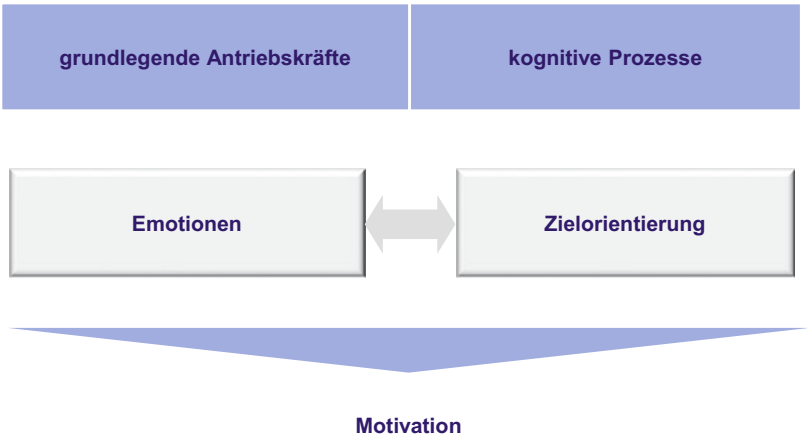 grundlegende Antriebskräfte
kognitive Prozesse
Emotionen
Zielorientierung
Motivation